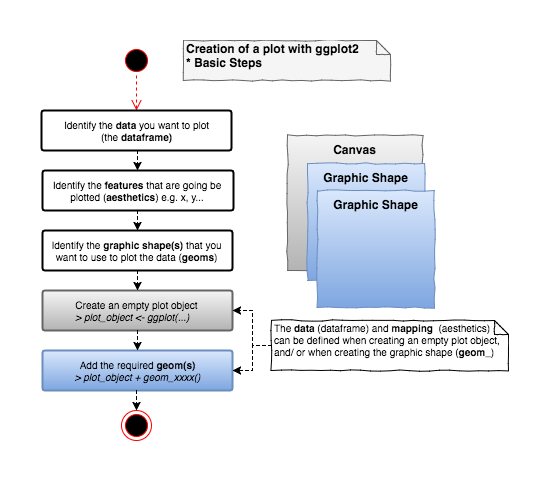 Creation of a plot with ggplot2
* Basic Steps
Identify the data you want to plot
(the dataframe)
Identify the features that are going be
plotted (aesthetics) e.g. x, y...
Identify the graphic shape(s) that you
want to use to plot the data (geoms)
Create an empty plot object
> plot_object <- ggplot(...)
Add the required geom(s)
> plot_object + geom_xxxx()
Canvas
Graphic Shape
Graphic Shape
The data (dataframe) and mapping (aesthetics)
can be defined when creating an empty plot object,
and/ or when creating the graphic shape (geom_)